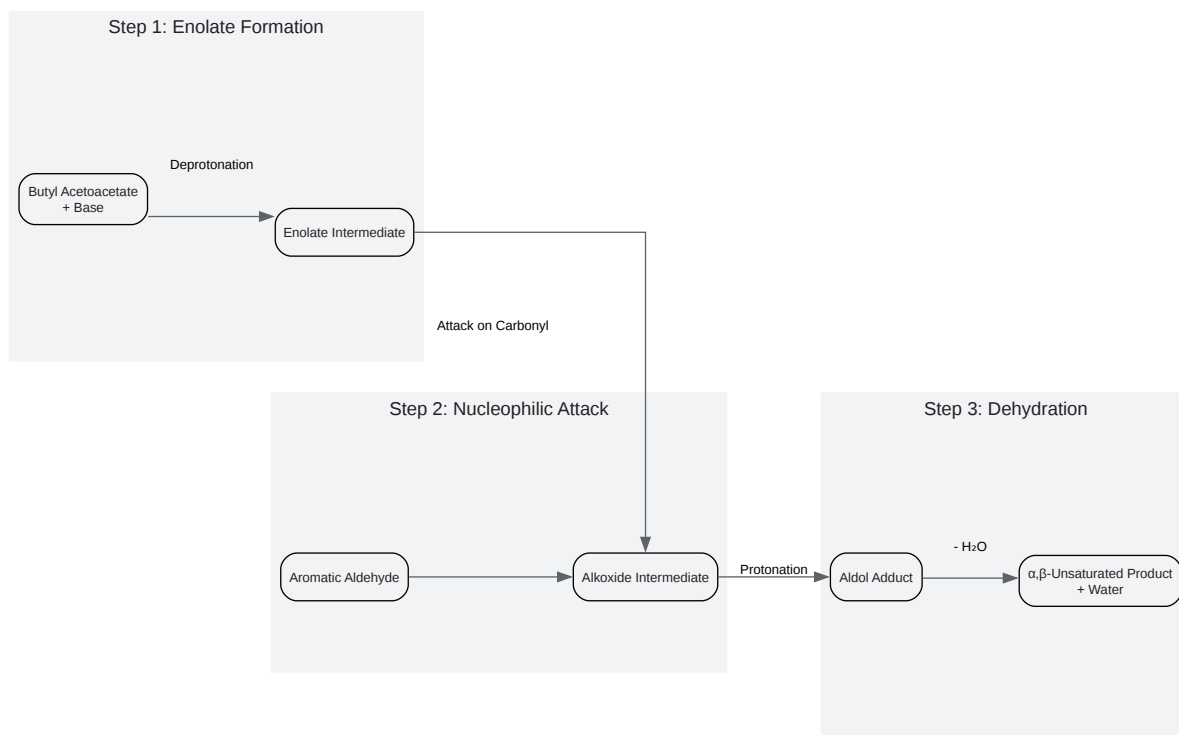 Step 1: Enolate Formation
Deprotonation
Butyl Acetoacetate
+ Base
Enolate Intermediate
Attack on Carbonyl
Step 2: Nucleophilic Attack
Aromatic Aldehyde
Alkoxide Intermediate
Protonation
Step 3: Dehydration
Aldol Adduct
- H₂O
α,β-Unsaturated Product
+ Water